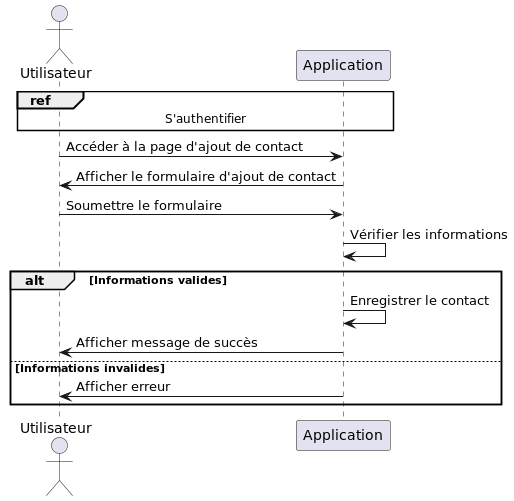 Utilisateur
Application
ref
S'authentifier
Accéder à la page d'ajout de contact
Afficher le formulaire d'ajout de contact
Soumettre le formulaire
Vérifier les informations
alt [Informations valides]
Enregistrer le contact
Afficher message de succès
[Informations invalides]
Afficher erreur
Utilisateur
Application